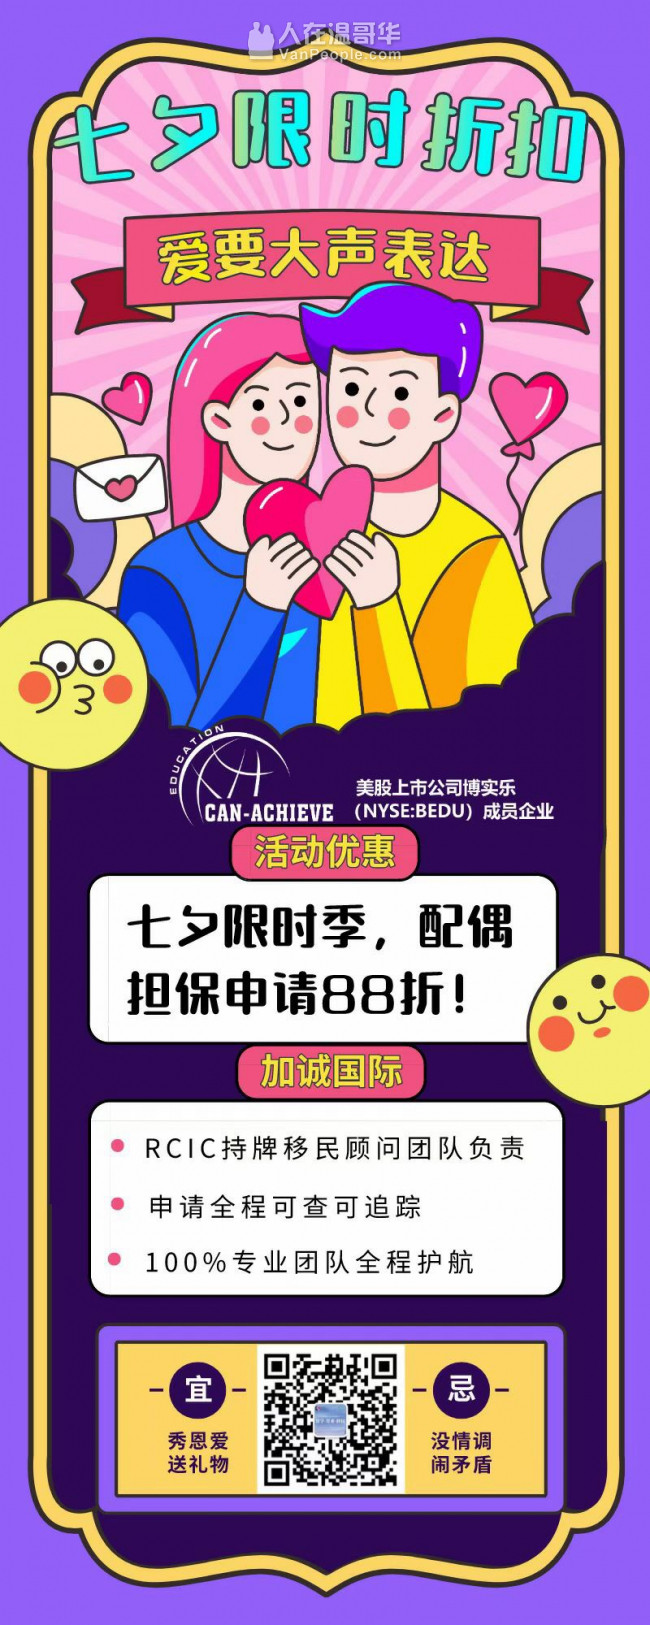 人在温哥华
VanPeople.com
七夕限时折扣
爱要大声表达
EDUCATION
CAN-ACHIEVE
美股上市公司博实乐
（NYSE:BEDU）成员企业
活动优惠
七夕限时季，配偶
担保申请88折！
加诚国际
RCIC持牌移民顾问团队负责
申请全程可查可追踪
100%专业团队全程护航
宜
秀恩爱
送礼物
忌
没情调
闹矛盾